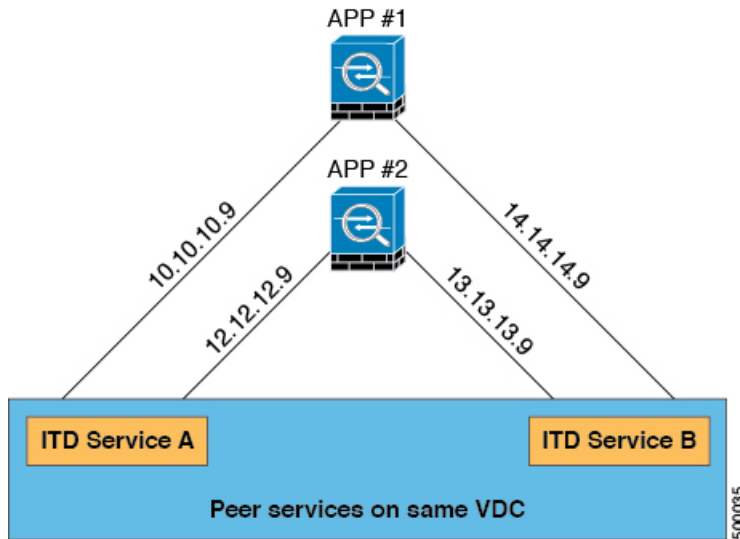 APP #1
APP #2
10.10.10.9
14.14.14.9
12.12.12.9
13.13.13.9
ITD Service A
ITD Service B
Peer services on same VDC
500035